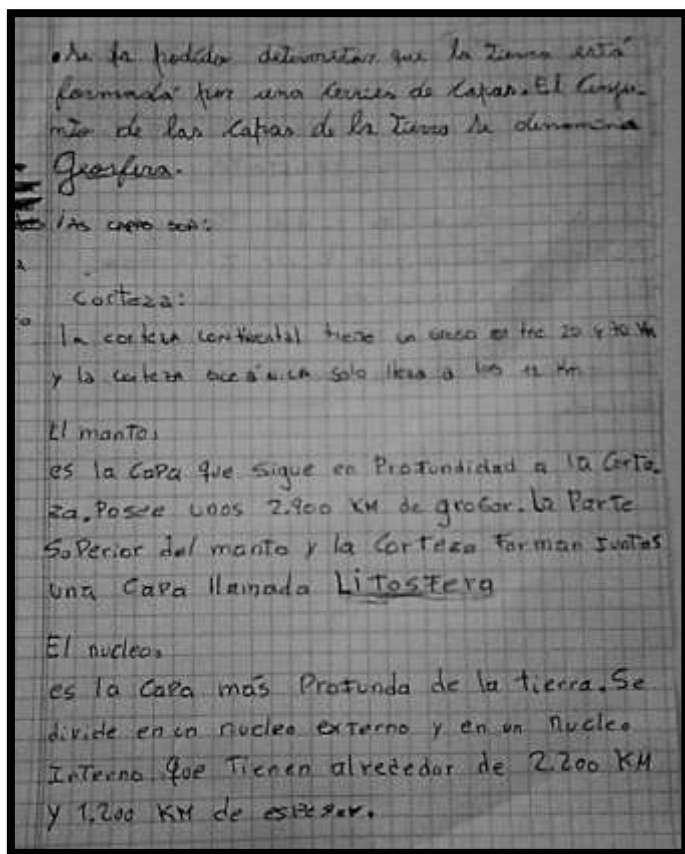 • Se ha podido determinar que la Tierra está
formada por una serries de capas. El Conju-
nto de las capas de la Tierra se denomina
Geosfera.
las capas son:
Corteza:
la corteza continental tiene un entre 20 y 70 Km
y la corteza oceánica solo llega a los 12 Km
El manto:
es la Capa que sigue en Profundidad a la Corte-
za. Posee unos 2.900 KM de grosor. la Parte
Superior del manto y la Corteza Forman Juntas
una Capa llamada Litosfera
El nucleo:
es la Capa más Profunda de la tierra. Se
divide en un nucleo externo y en un nucleo
Interno que Tienen alrededor de 2.200 KM
y 1.200 KM de espesor.